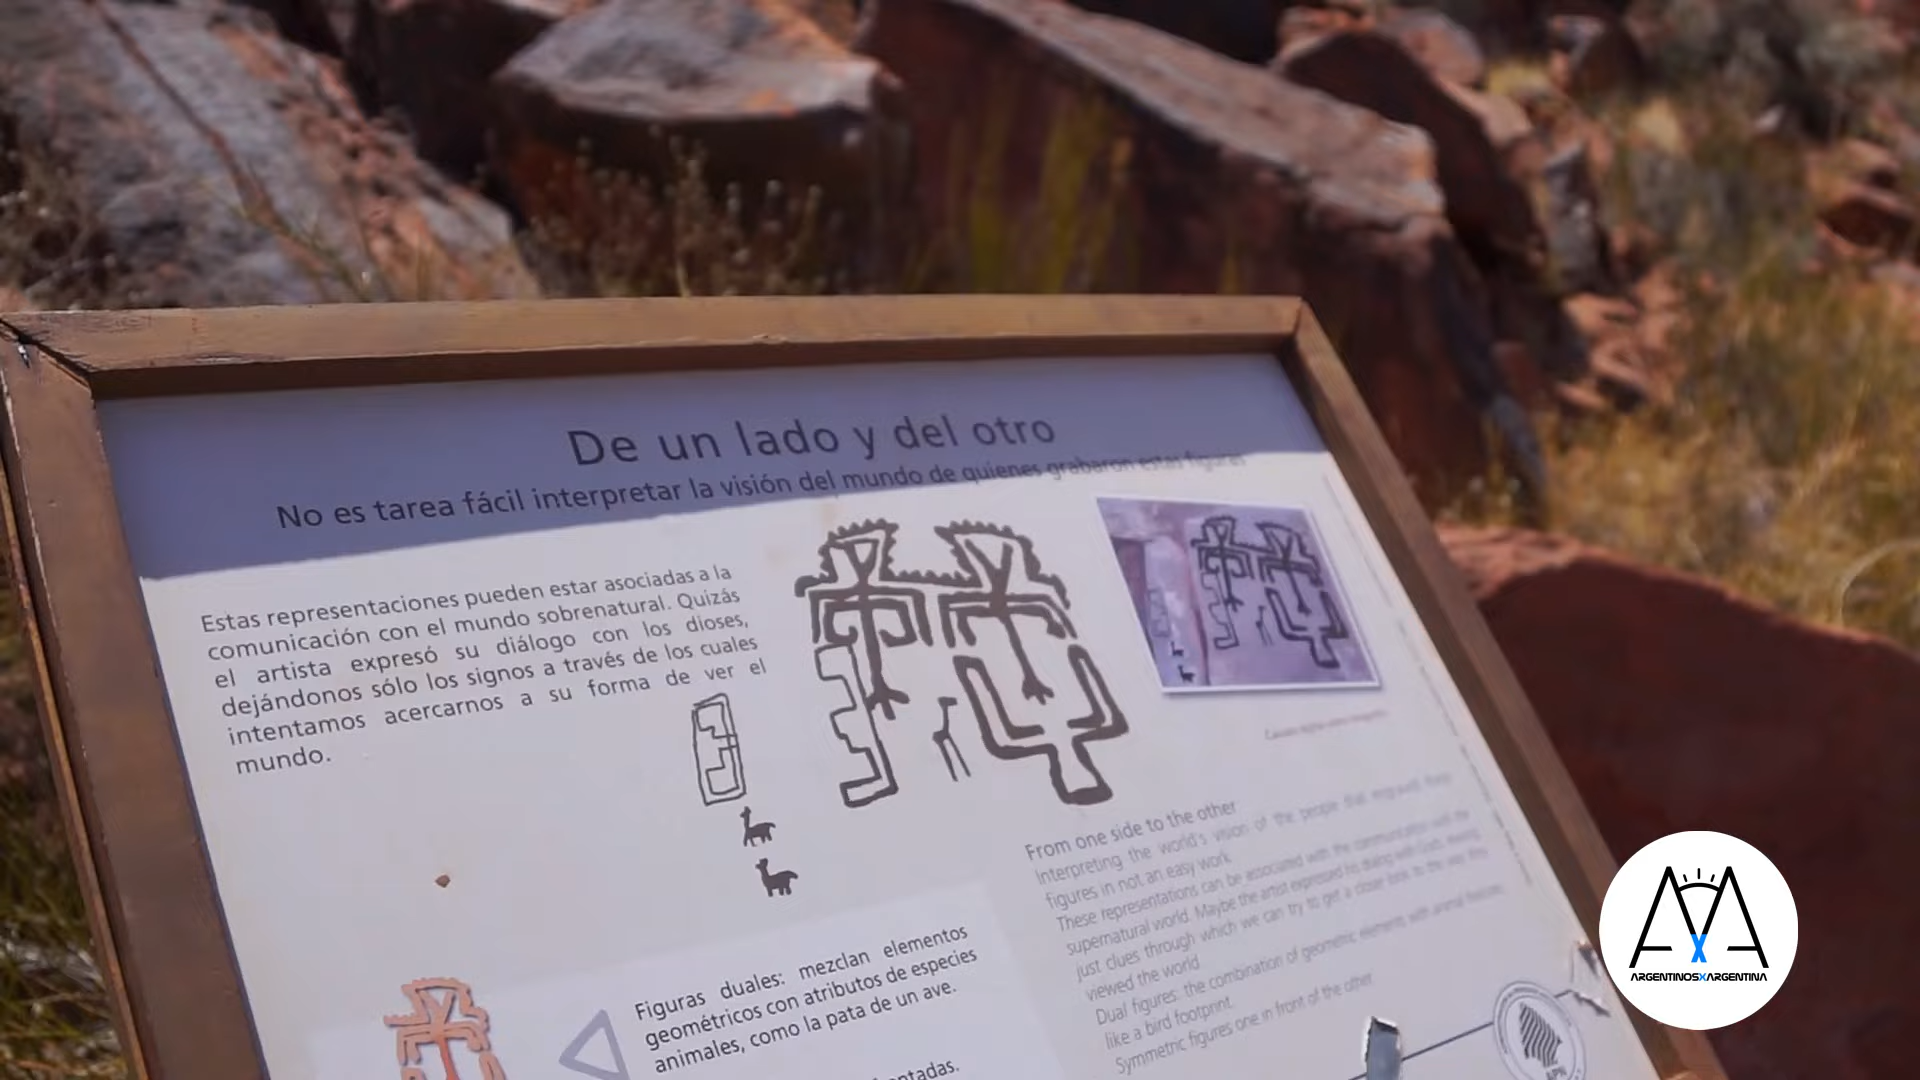 De un lado y del otro
No es tarea fácil interpretar la visión del mundo de quienes grabaron estas figuras
Estas representaciones pueden estar asociadas a la
comunicación con el mundo sobrenatural. Quizás
el artista expresó su diálogo con los dioses,
dejándonos sólo los signos a través de los cuales
intentamos acercarnos a su forma de ver el
mundo.
From one side to the other
Interpreting the world's vision of the people that engraved these
figures in not an easy work.
These representations can be associated with the communication with the
supernatural world. Maybe the artist expressed his dialog with God, leaving
just clues through which we can try to get a closer look to the way they
viewed the world.
Dual figures: the combination of geometric elements with animal features
like a bird footprint.
Symmetric figures one in front of the other
Figuras duales: mezclan elementos
geométricos con atributos de especies
animales, como la pata de un ave.
APN
ARGENTINOSXARGENTINA